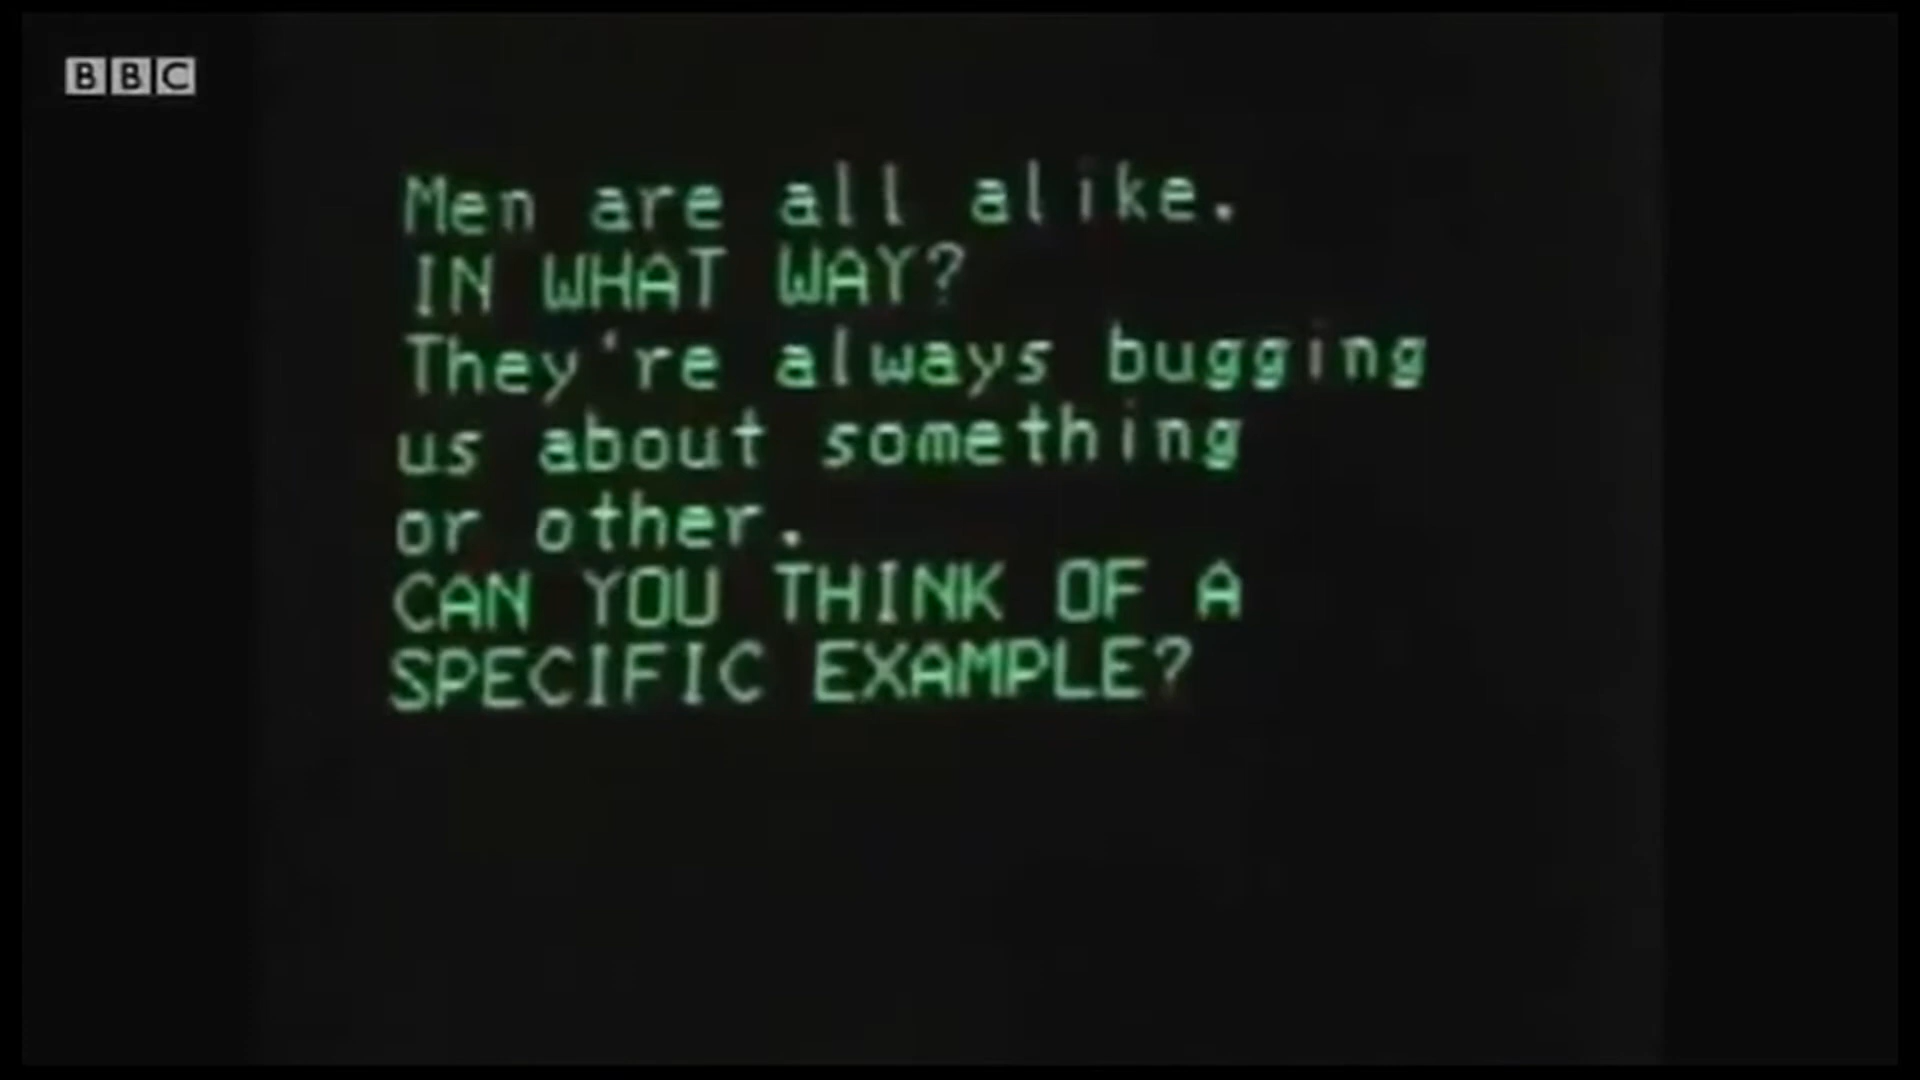 BBC
Men are all alike.
IN WHAT WAY?
They're always bugging
us about something
or other.
CAN YOU THINK OF A
SPECIFIC EXAMPLE?